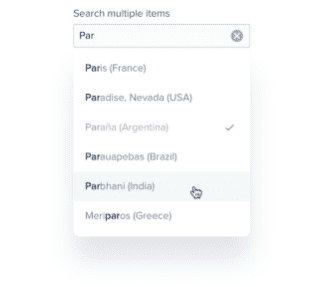 Search multiple items
Par
Paris (France)
Paradise, Nevada (USA)
Paraña (Argentina)
Parauapebas (Brazil)
Parbhani (India)
Meriparos (Greece)